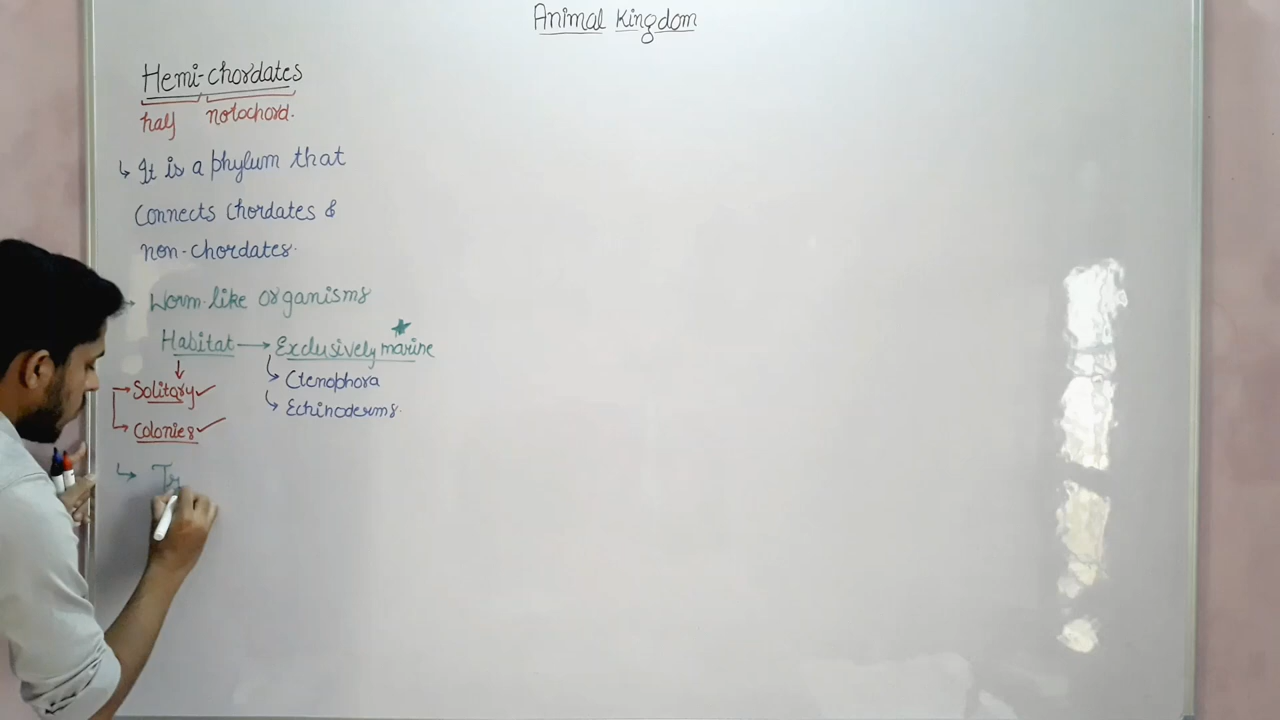 Animal Kingdom
Hemi-chordates
half notochord.
↳ It is a phylum that
Connects Chordates &
non-chordates.
→ Worm-like organisms
Habitat → Exclusively marine
↳ Ctenophora
↳ Echinoderms.
→ Solitary ✓
→ Colonies ✓
↳ Tr